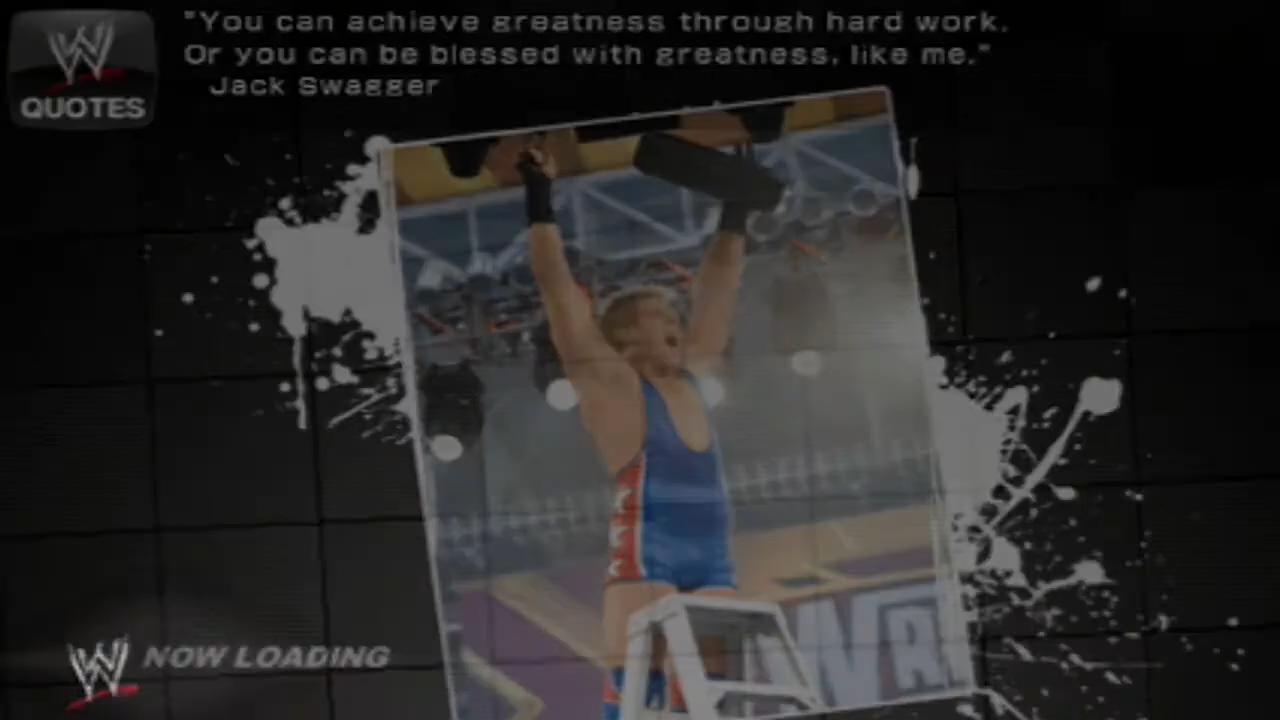 "You can achieve greatness through hard work.
Or you can be blessed with greatness, like me."
Jack Swagger
W
QUOTES
WR
W NOW LOADING